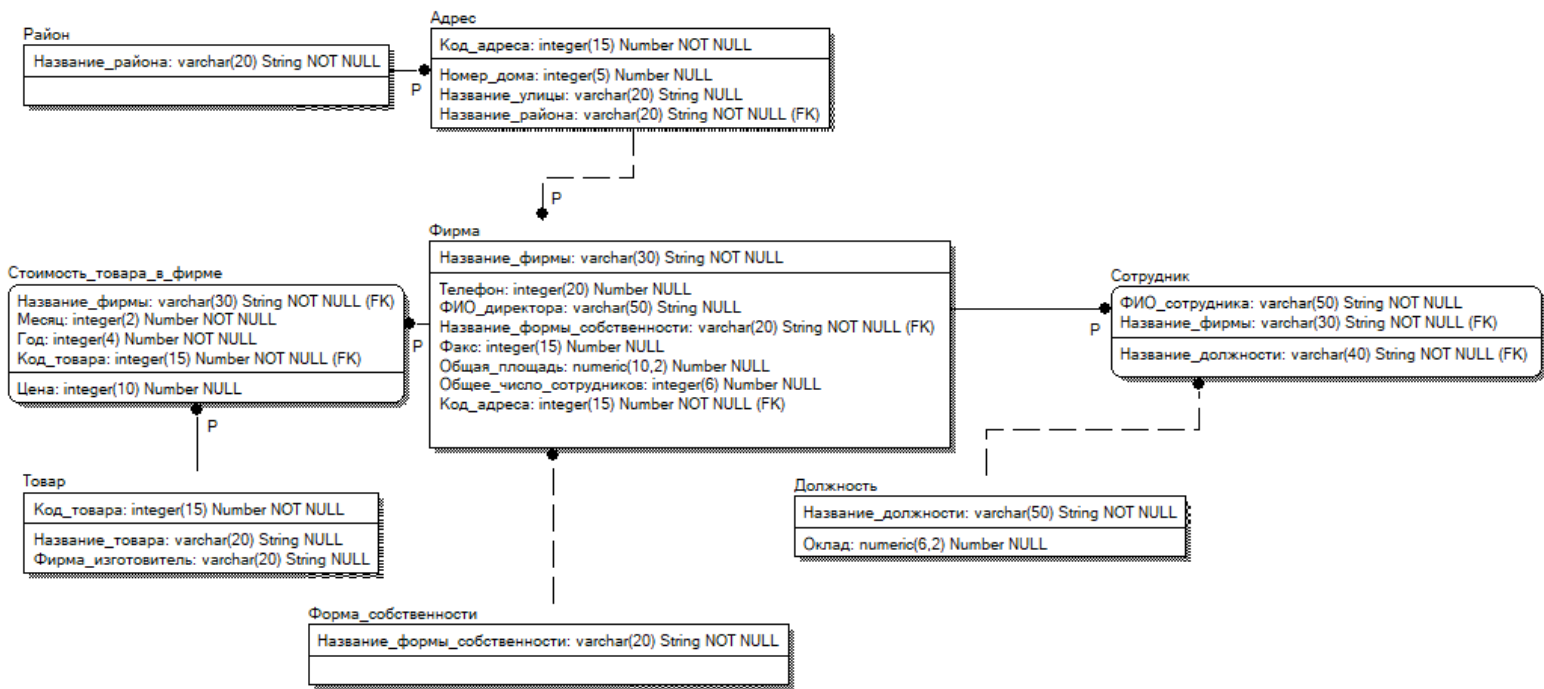 Район
Название_района: varchar(20) String NOT NULL
Адрес
Код_адреса: integer(15) Number NOT NULL
Номер_дома: integer(5) Number NULL
Название_улицы: varchar(20) String NULL
Название_района: varchar(20) String NOT NULL (FK)
P
P
Фирма
Название_фирмы: varchar(30) String NOT NULL
Телефон: integer(20) Number NULL
ФИО_директора: varchar(50) String NULL
Название_формы_собственности: varchar(20) String NOT NULL (FK)
Факс: integer(15) Number NULL
Общая_площадь: numeric(10,2) Number NULL
Общее_число_сотрудников: integer(6) Number NULL
Код_адреса: integer(15) Number NOT NULL (FK)
Стоимость_товара_в_фирме
Название_фирмы: varchar(30) String NOT NULL (FK)
Месяц: integer(2) Number NOT NULL
Год: integer(4) Number NOT NULL
Код_товара: integer(15) Number NOT NULL (FK)
Цена: integer(10) Number NULL
P
P
Сотрудник
ФИО_сотрудника: varchar(50) String NOT NULL
Название_фирмы: varchar(30) String NOT NULL (FK)
Название_должности: varchar(40) String NOT NULL (FK)
P
Товар
Код_товара: integer(15) Number NOT NULL
Название_товара: varchar(20) String NULL
Фирма_изготовитель: varchar(20) String NULL
Должность
Название_должности: varchar(50) String NOT NULL
Оклад: numeric(6,2) Number NULL
Форма_собственности
Название_формы_собственности: varchar(20) String NOT NULL